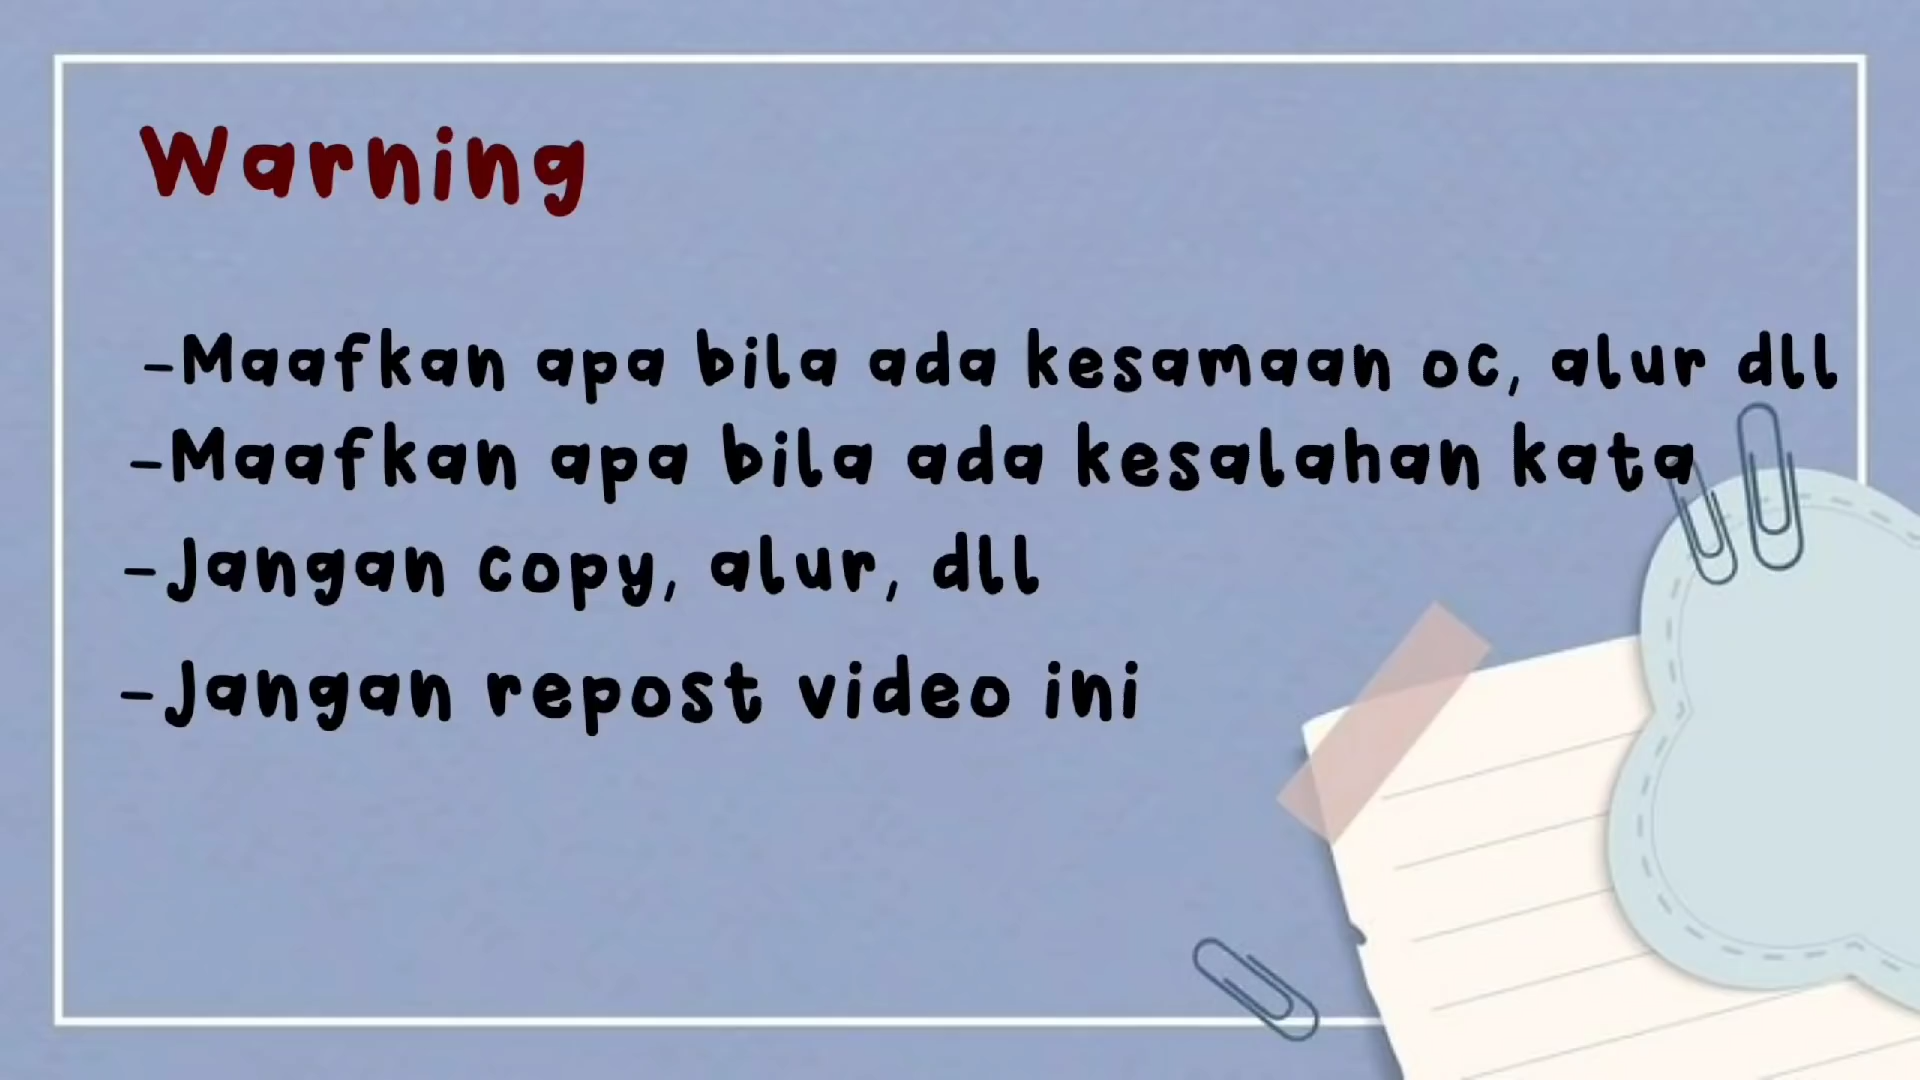 Warning
-Maafkan apa bila ada kesamaan oc, alur dll
-Maafkan apa bila ada kesalahan kata
-Jangan copy, alur, dll
-Jangan repost video ini